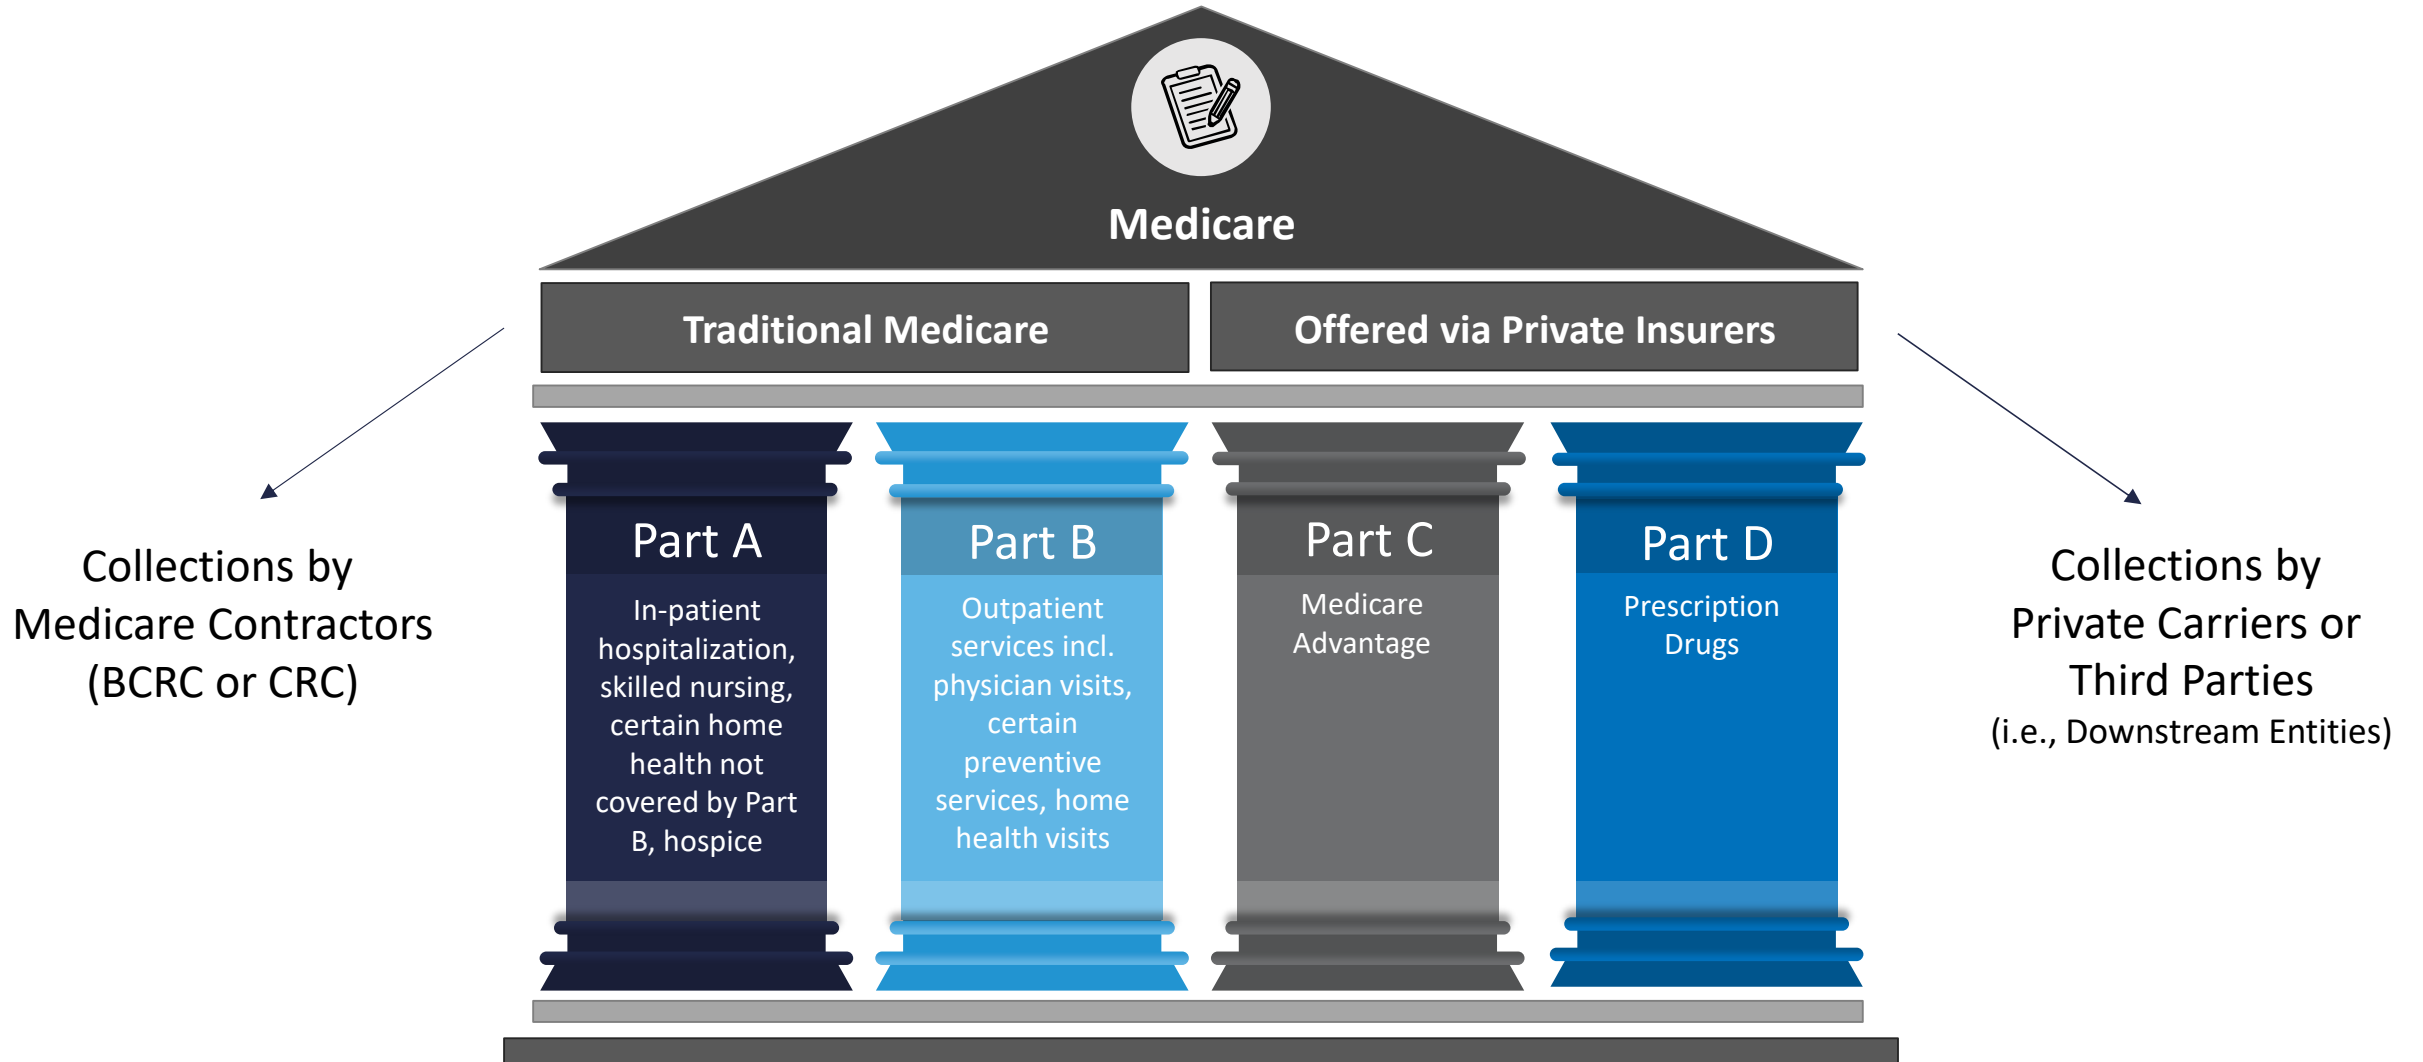 Medicare
Traditional Medicare
Offered via Private Insurers
Collections by
Medicare Contractors
(BCRC or CRC)
Part A
In-patient
hospitalization,
skilled nursing,
certain home
health not
covered by Part
B, hospice
Part B
Outpatient
services incl.
physician visits,
certain
preventive
services, home
health visits
Part C
Medicare
Advantage
Part D
Prescription
Drugs
Collections by
Private Carriers or
Third Parties
(i.e., Downstream Entities)